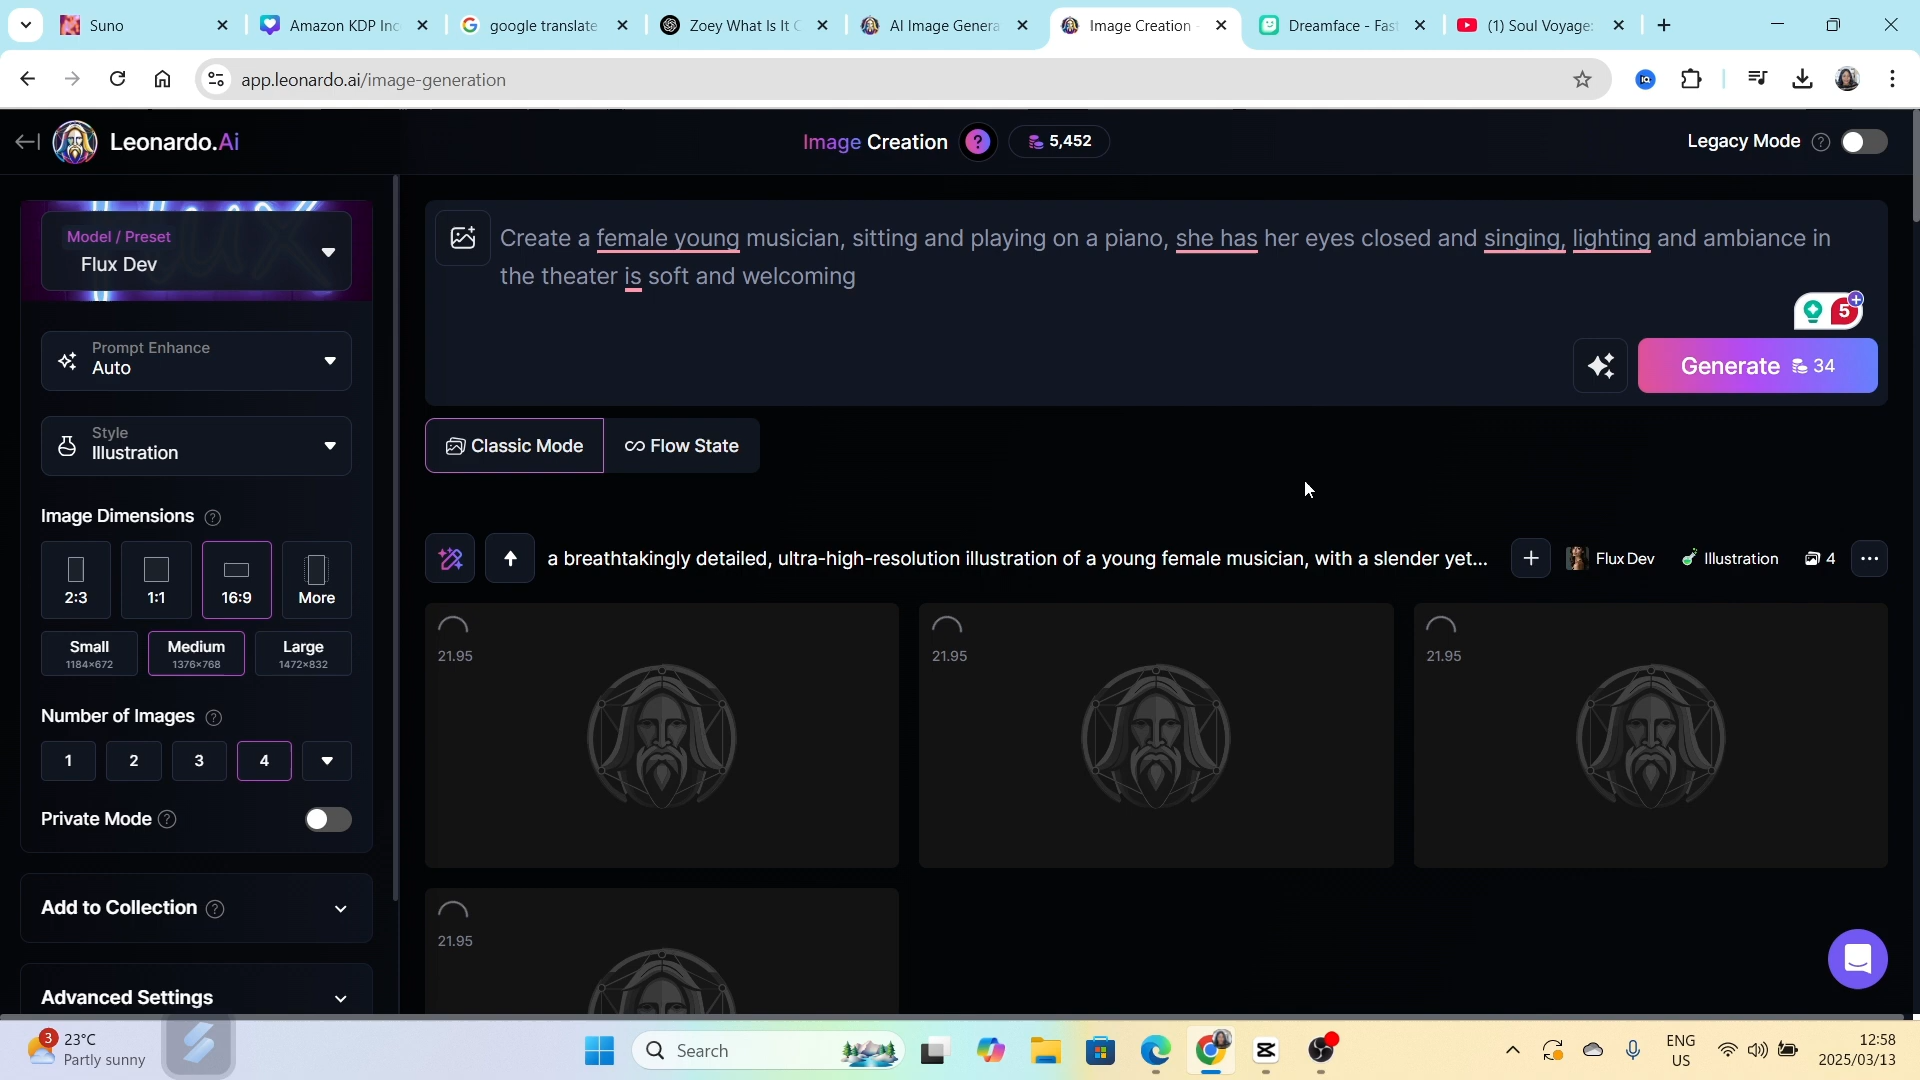 Suno
Amazon KDP Inc
google translate
Zoey What Is It C
AI Image Genera
Image Creation -
Dreamface - Fas
(1) Soul Voyage:
app.leonardo.ai/image-generation
Leonardo.Ai
Image Creation ? 5,452
Legacy Mode ?
Model / Preset
Flux Dev
Create a female young musician, sitting and playing on a piano, she has her eyes closed and singing, lighting and ambiance in
the theater is soft and welcoming
5
Generate 34
Prompt Enhance
Auto
Style
Illustration
Classic Mode
Flow State
Image Dimensions ?
2:3
1:1
16:9
More
Small
1184×672
Medium
1376×768
Large
1472×832
Number of Images ?
1
2
3
4
Private Mode ?
Add to Collection ?
Advanced Settings
a breathtakingly detailed, ultra-high-resolution illustration of a young female musician, with a slender yet...
Flux Dev
Illustration
4
21.95
21.95
21.95
21.95
3
23°C
Partly sunny
Search
ENG
US
12:58
2025/03/13